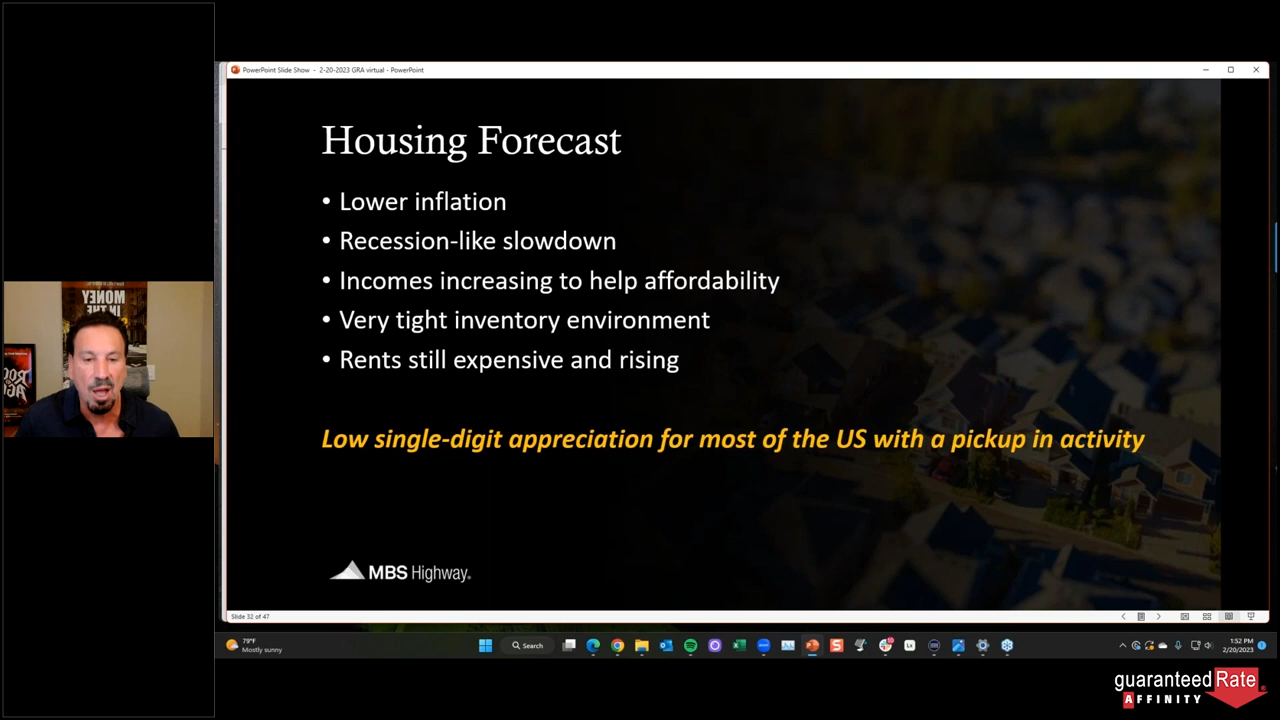 PowerPoint Slide Show - 2-20-2023 GRA virtual - PowerPoint
Housing Forecast
• Lower inflation
• Recession-like slowdown
• Incomes increasing to help affordability
• Very tight inventory environment
• Rents still expensive and rising
Low single-digit appreciation for most of the US with a pickup in activity
MBS Highway
Slide 32 of 47
79°F
Mostly sunny
Search
1:52 PM
2/20/2023
MONEY
IN THE
guaranteed Rate
AFFINITY